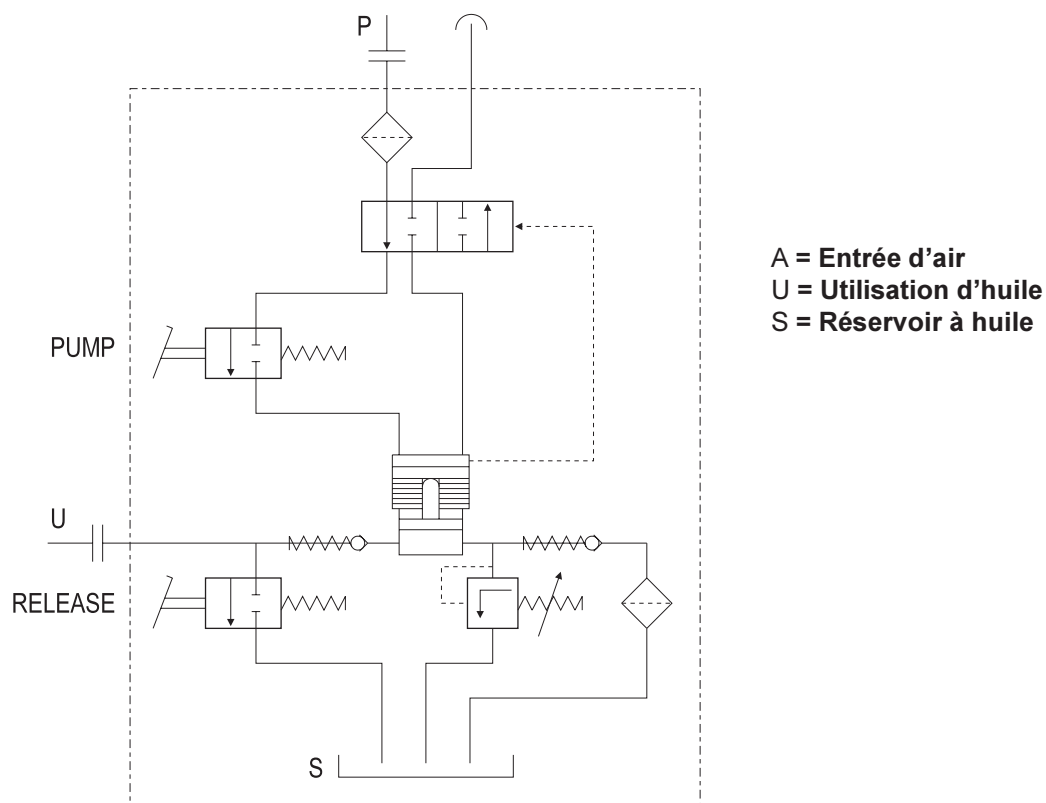 P
PUMP
A = Entrée d'air
U = Utilisation d'huile
S = Réservoir à huile
U
RELEASE
S